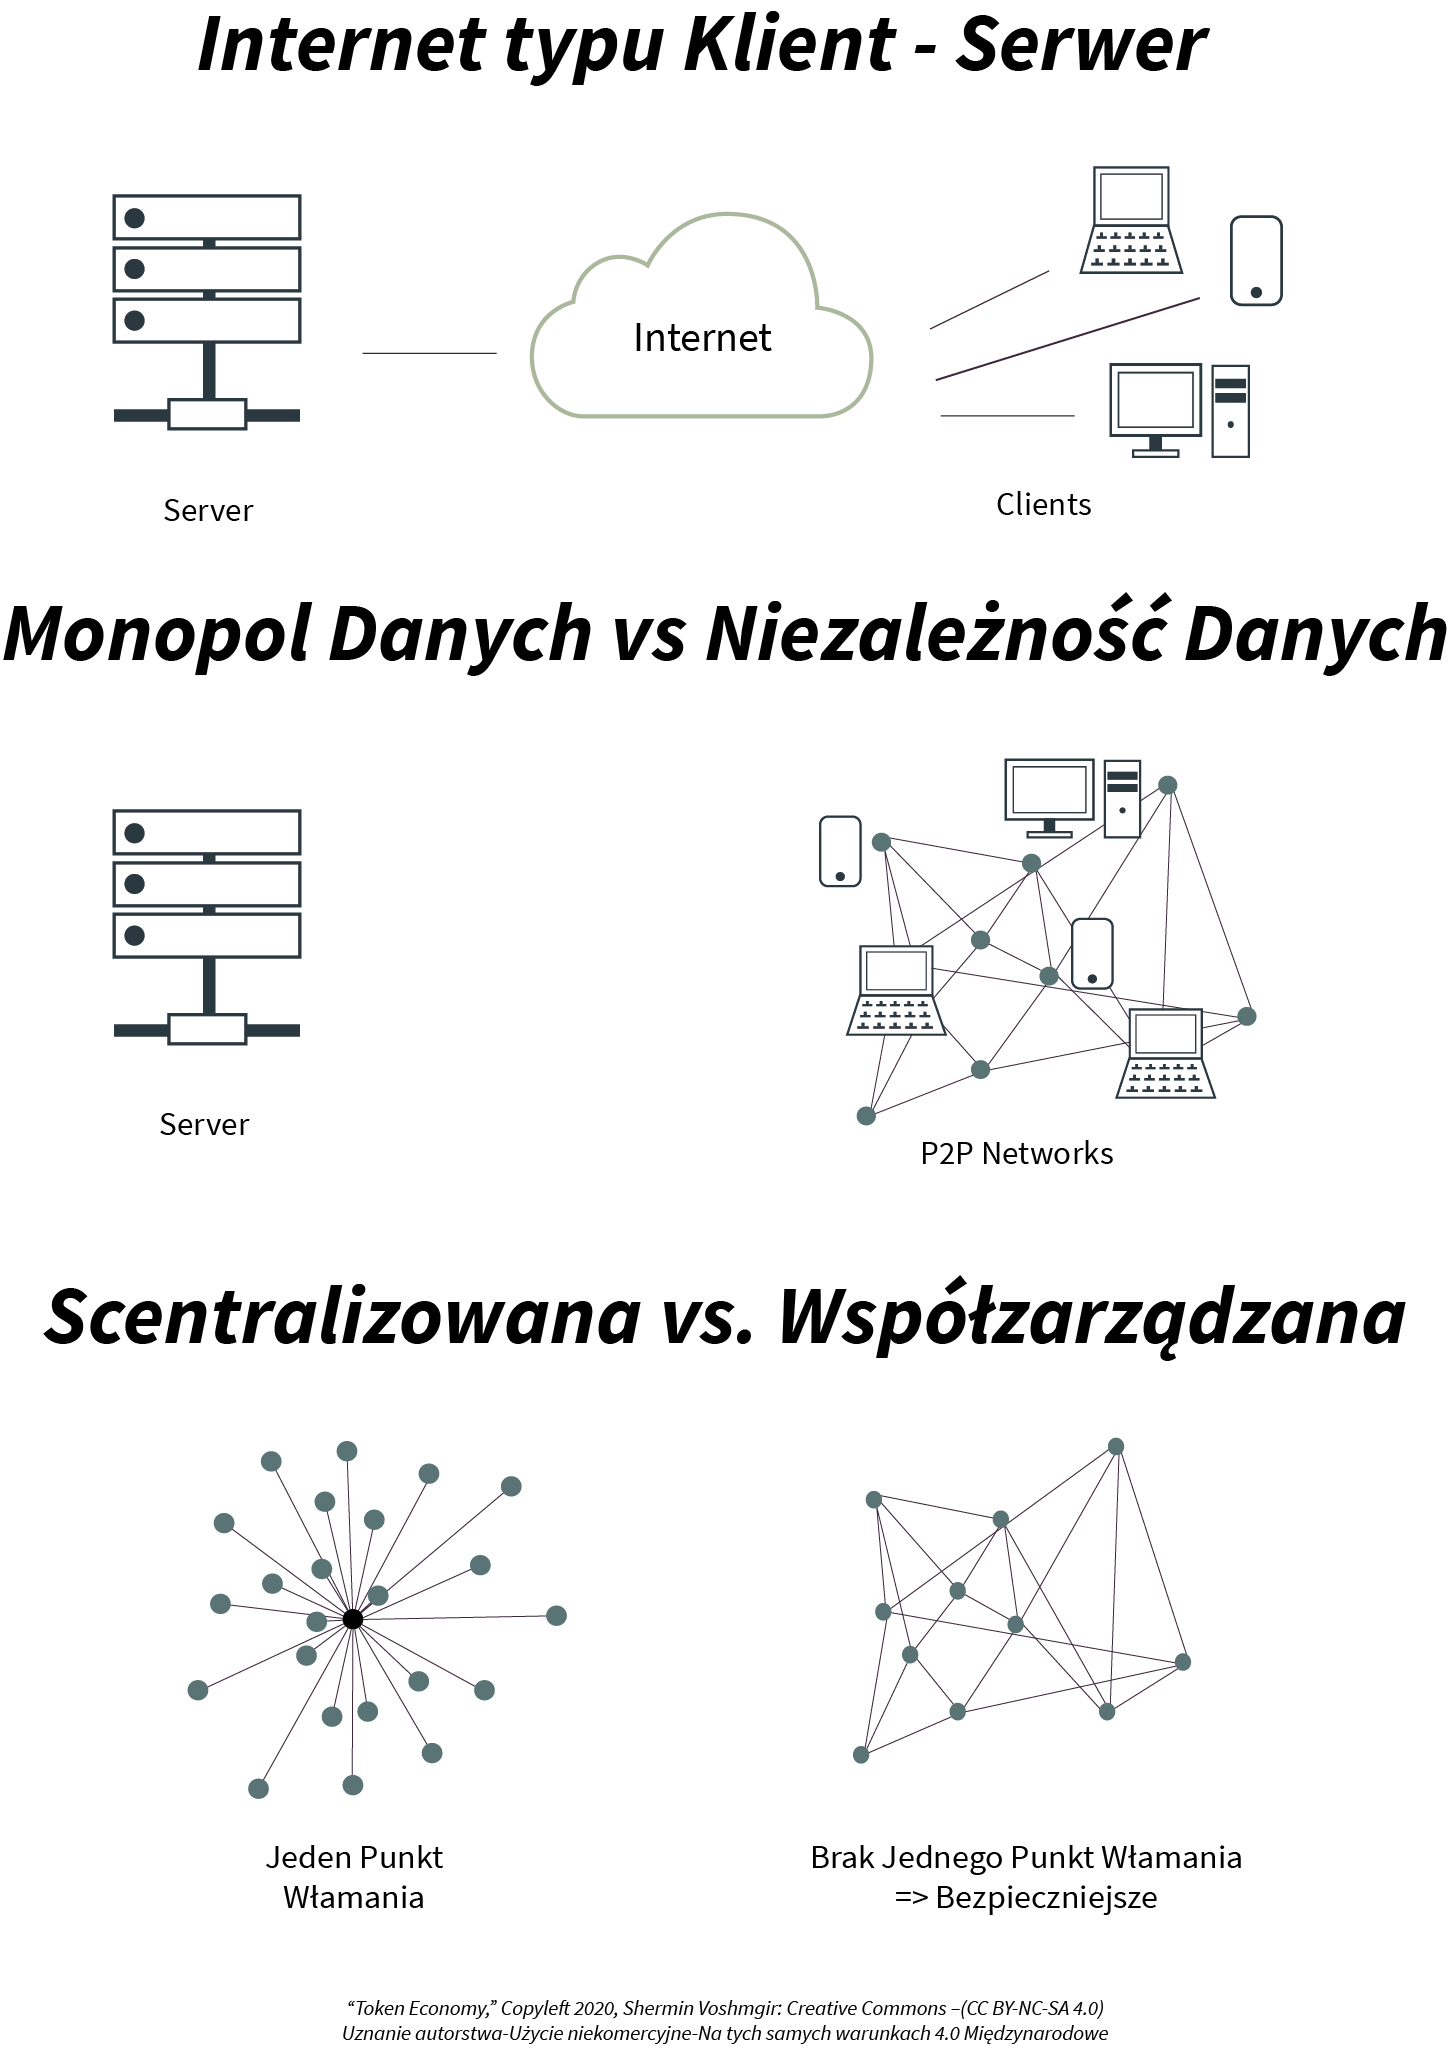 Internet typu Klient - Serwer
Internet
Server
Clients
Monopol Danych vs Niezależność Danych
Server
P2P Networks
Scentralizowana vs. Współzarządzana
Jeden Punkt
Włamania
Brak Jednego Punkt Włamania
=> Bezpieczniejsze
“Token Economy,” Copyleft 2020, Shermin Voshmgir: Creative Commons –(CC BY-NC-SA 4.0)
Uznanie autorstwa-Użycie niekomercyjne-Na tych samych warunkach 4.0 Międzynarodowe